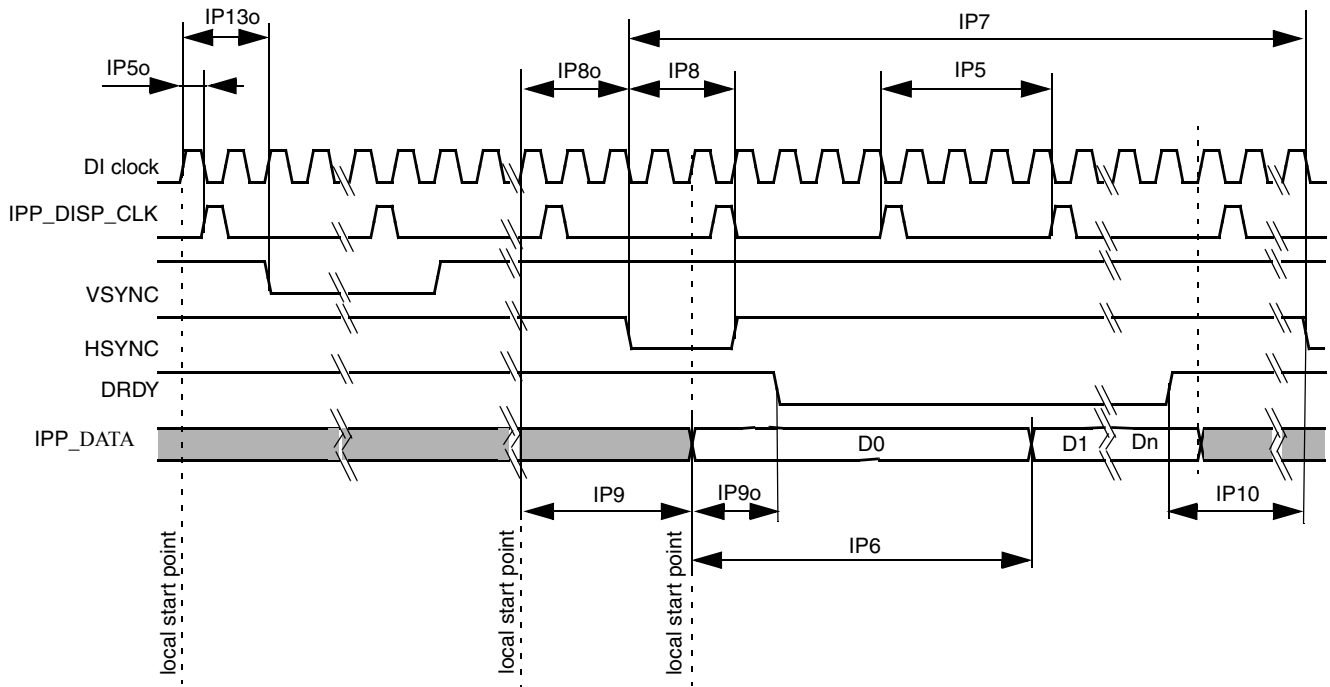 IP13o
IP7
IP5o
IP8o
IP8
IP5
DI clock
IPP_DISP_CLK
VSYNC
HSYNC
DRDY
IPP_DATA
D0
D1
Dn
IP9
IP9o
IP10
IP6
local start point
local start point
local start point